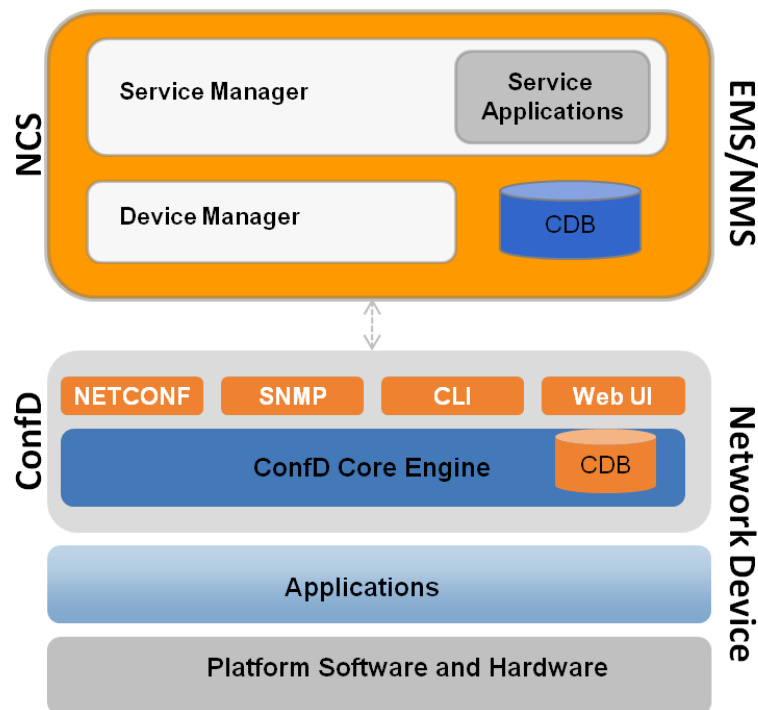 NCS
Service Manager
Service
Applications
Device Manager
CDB
EMS/NMS
ConfD
NETCONF
SNMP
CLI
Web UI
ConfD Core Engine
CDB
Applications
Platform Software and Hardware
Network Device